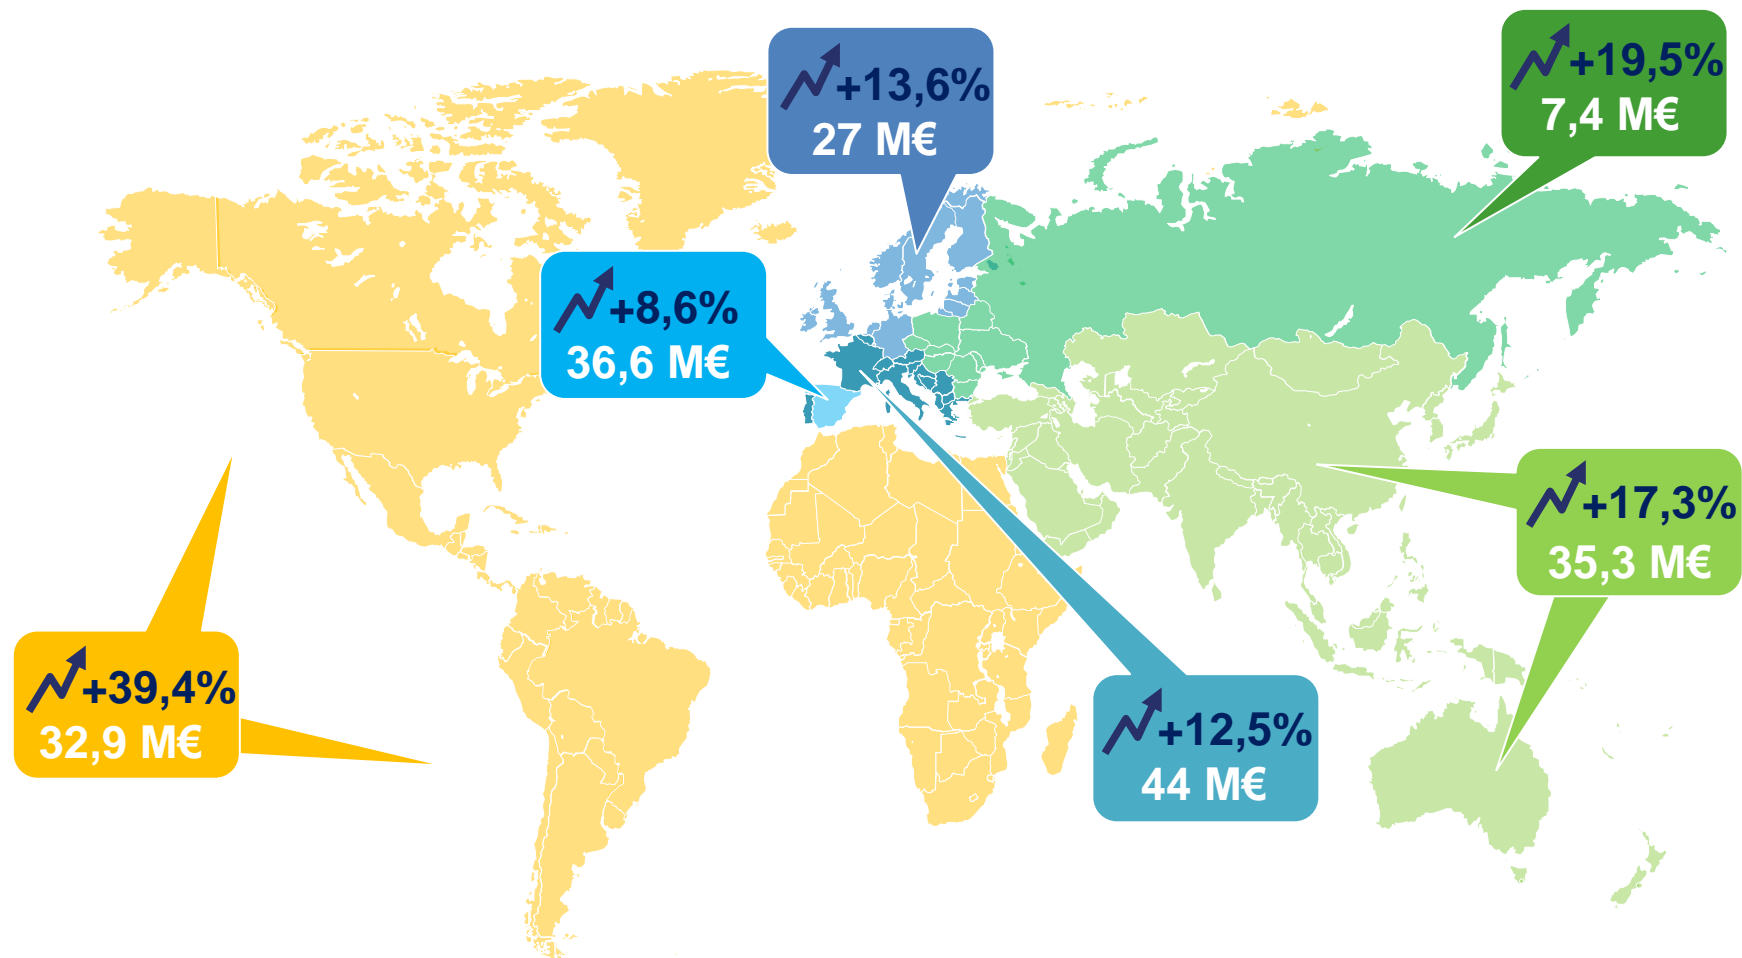 +13,6%
27 M€
+19,5%
7,4 M€
+8,6%
36,6 M€
+17,3%
35,3 M€
+39,4%
32,9 M€
+12,5%
44 M€